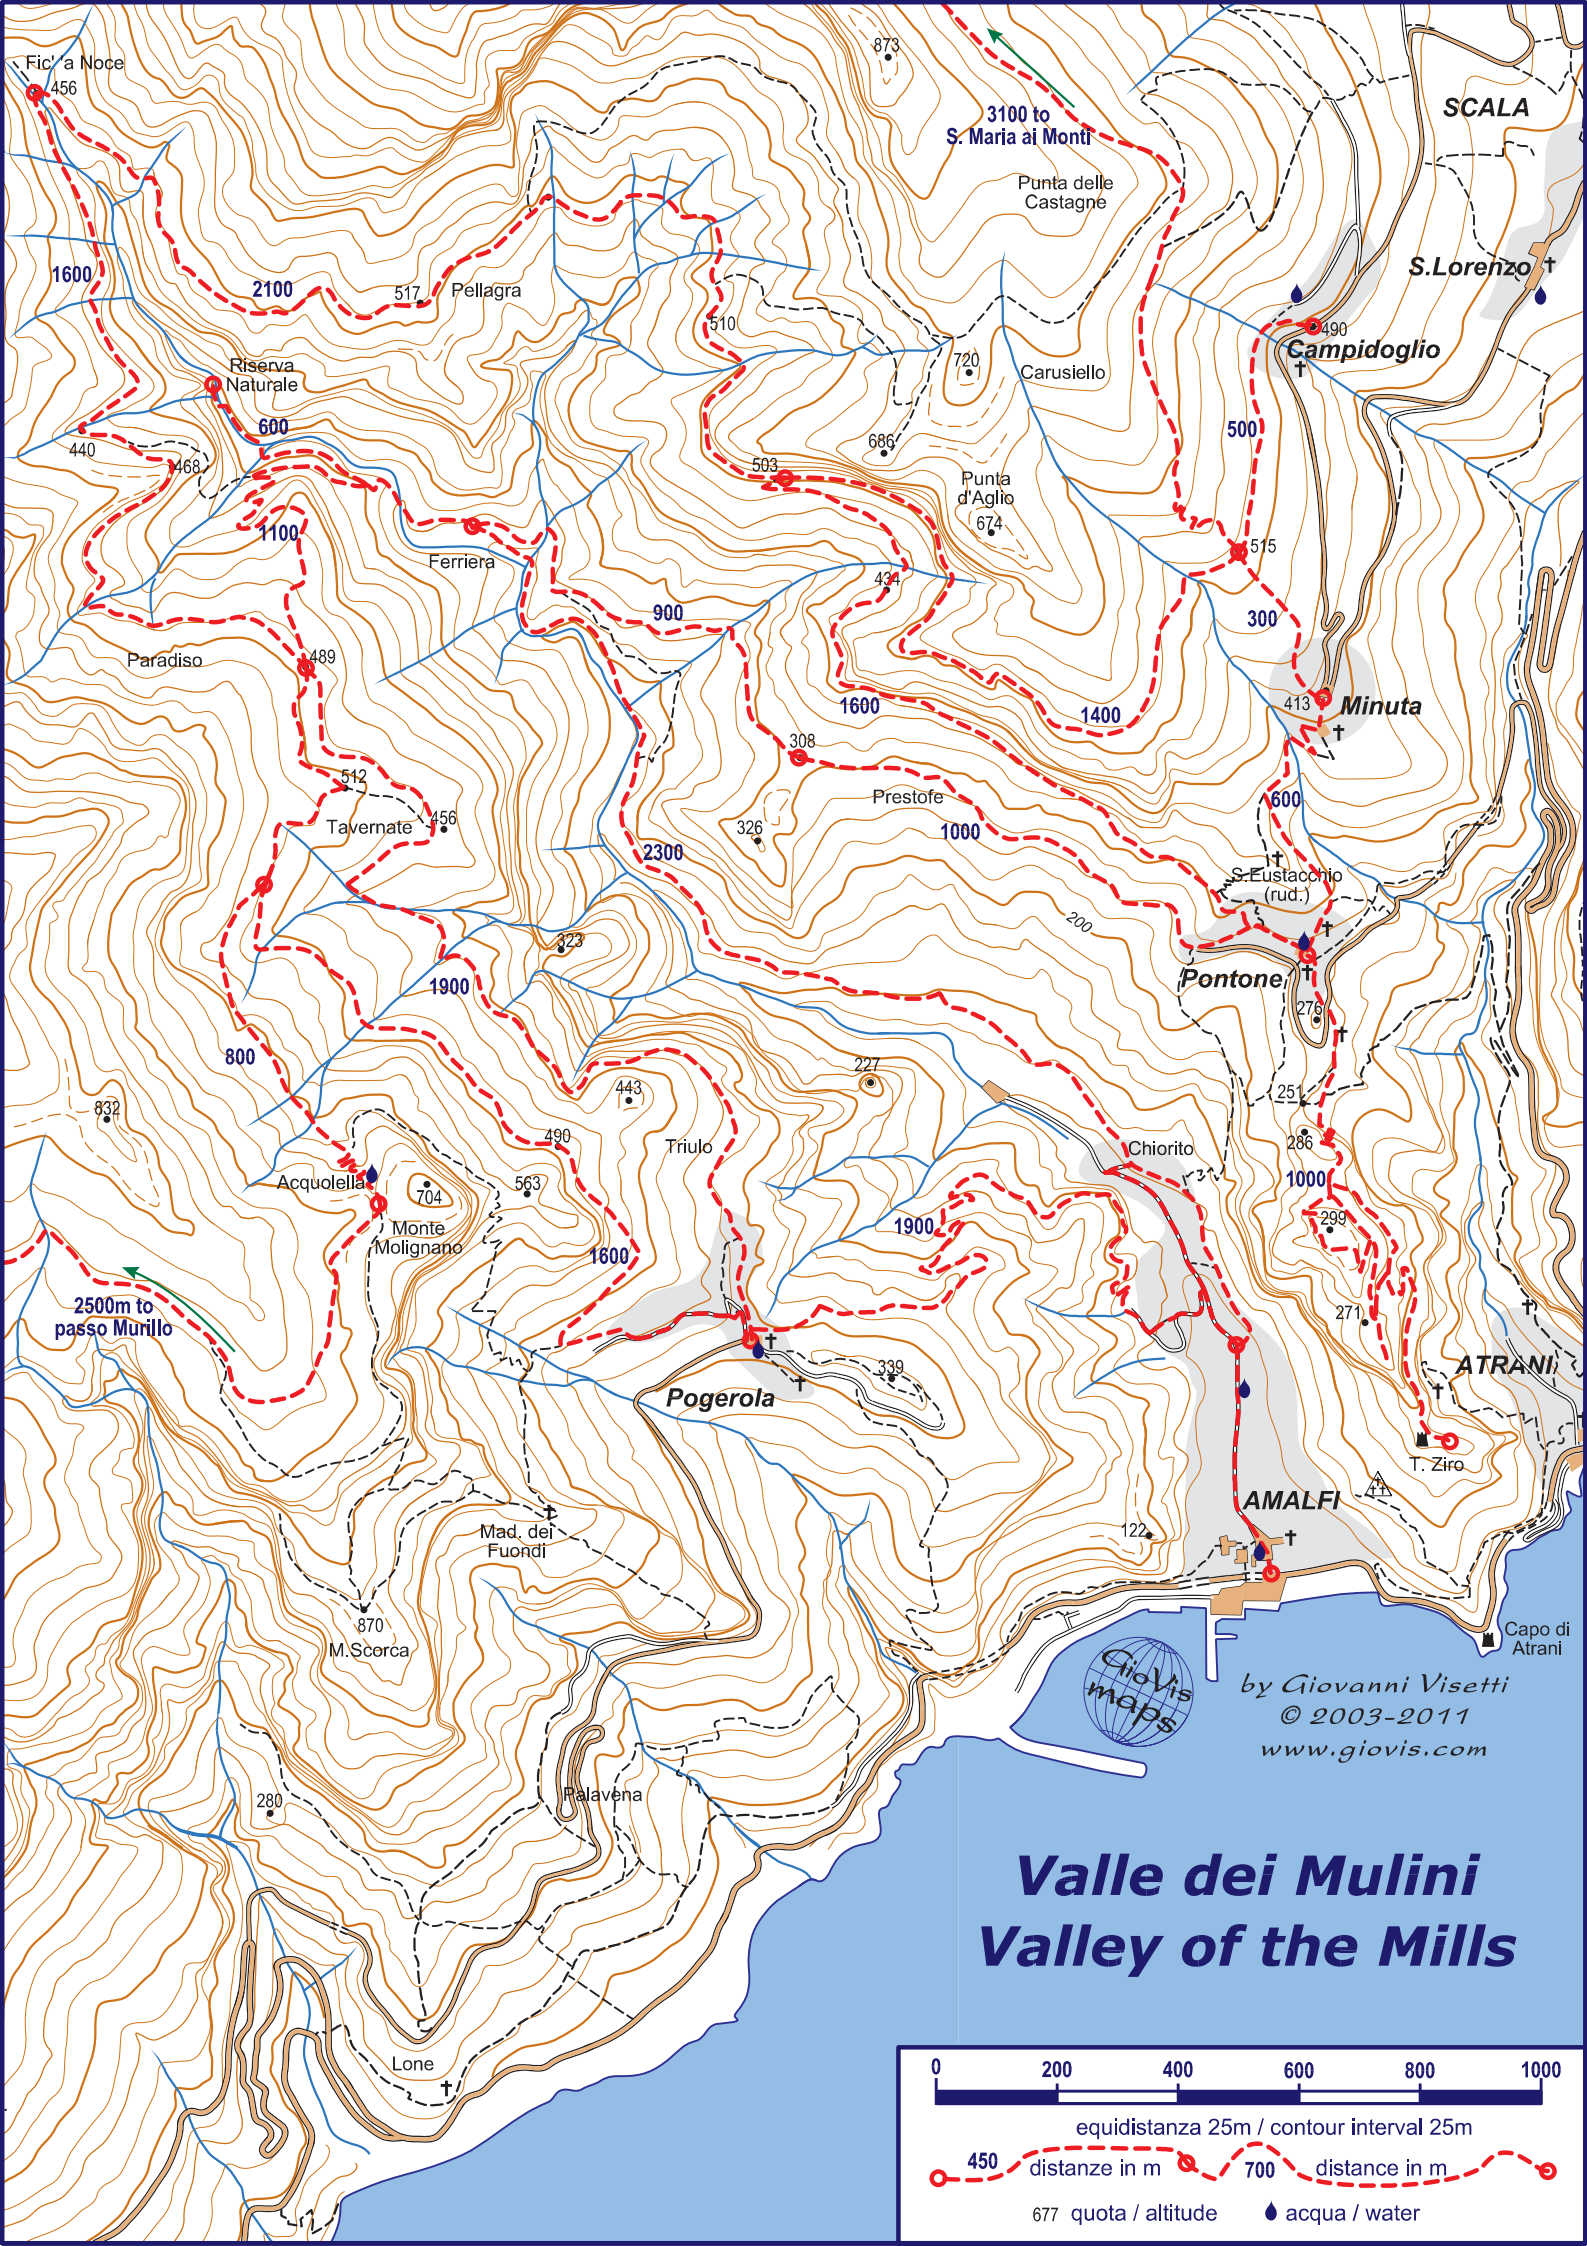 Fic' 'a Noce
456
873
3100 to
S. Maria ai Monti
SCALA
Punta delle
Castagne
S.Lorenzo
1600
2100
517
Pellagra
510
490
Campidoglio
Riserva
Naturale
720
Carusiello
600
440
468
686
500
503
Punta
d'Aglio
674
1100
Ferriera
515
434
900
300
Paradiso
489
413
Minuta
1600
1400
308
512
Tavernate
456
326
Prestofe
1000
600
2300
S.Eustacchio
(rud.)
200
323
1900
Pontone
276
800
227
443
251
832
490
Triulo
286
Chiorito
Acquolella
704
563
1000
Monte
Molignano
299
1900
1600
2500m to
passo Murillo
271
339
ATRANI
Pogerola
T. Ziro
AMALFI
122
Mad. dei
Fuondi
870
M.Scorca
Capo di
Atrani
GioVis
maps
by Giovanni Visetti
© 2003-2011
www.giovis.com
280
Palavena
Valle dei Mulini
Valley of the Mills
Lone
0 200 400 600 800 1000
equidistanza 25m / contour interval 25m
450 distanze in m 700 distance in m
677 quota / altitude acqua / water